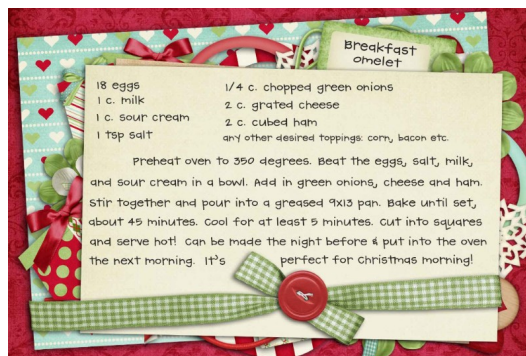 Breakfast
omelet
18 eggs
1 c. milk
1 c. sour cream
1 tsp salt
1/4 c. chopped green onions
2 c. grated cheese
2 c. cubed ham
any other desired toppings: corn, bacon etc.
Preheat oven to 350 degrees. Beat the eggs, salt, milk,
and sour cream in a bowl. Add in green onions, cheese and ham.
Stir together and pour into a greased 9x13 pan. Bake until set,
about 45 minutes. Cool for at least 5 minutes. Cut into squares
and serve hot! Can be made the night before & put into the oven
the next morning. It's perfect for Christmas morning!